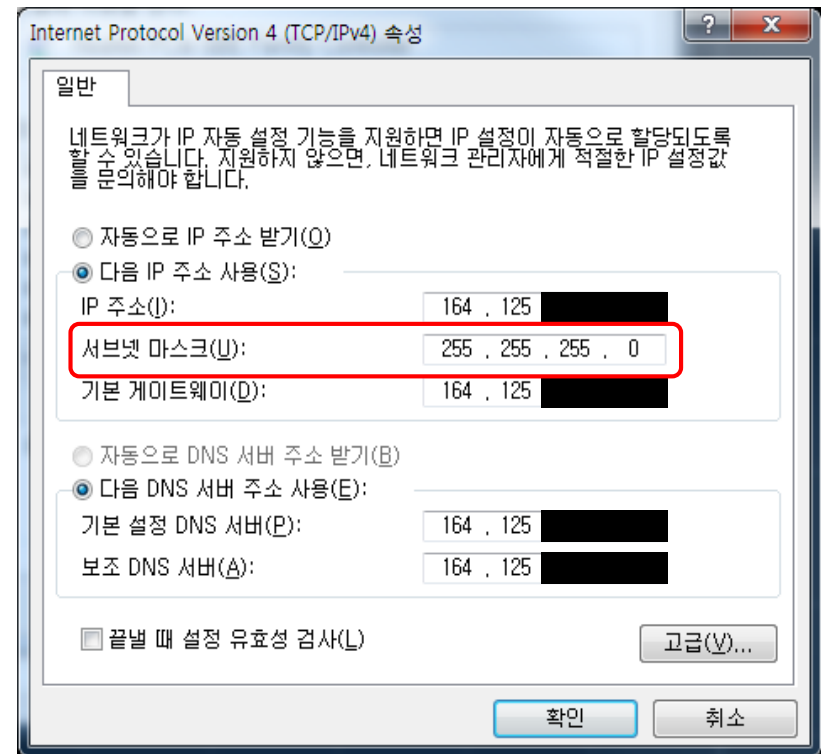 Internet Protocol Version 4 (TCP/IPv4) 속성
?
X
일반
네트워크가 IP 자동 설정 기능을 지원하면 IP 설정이 자동으로 할당되도록
할 수 있습니다. 지원하지 않으면, 네트워크 관리자에게 적절한 IP 설정값
을 문의해야 합니다.
자동으로 IP 주소 받기(O)
다음 IP 주소 사용(S):
IP 주소(I): 164 . 125
서브넷 마스크(U): 255 . 255 . 255 . 0
기본 게이트웨이(D): 164 . 125
자동으로 DNS 서버 주소 받기(B)
다음 DNS 서버 주소 사용(E):
기본 설정 DNS 서버(P): 164 . 125
보조 DNS 서버(A): 164 . 125
끝낼 때 설정 유효성 검사(L)
고급(V)...
확인
취소